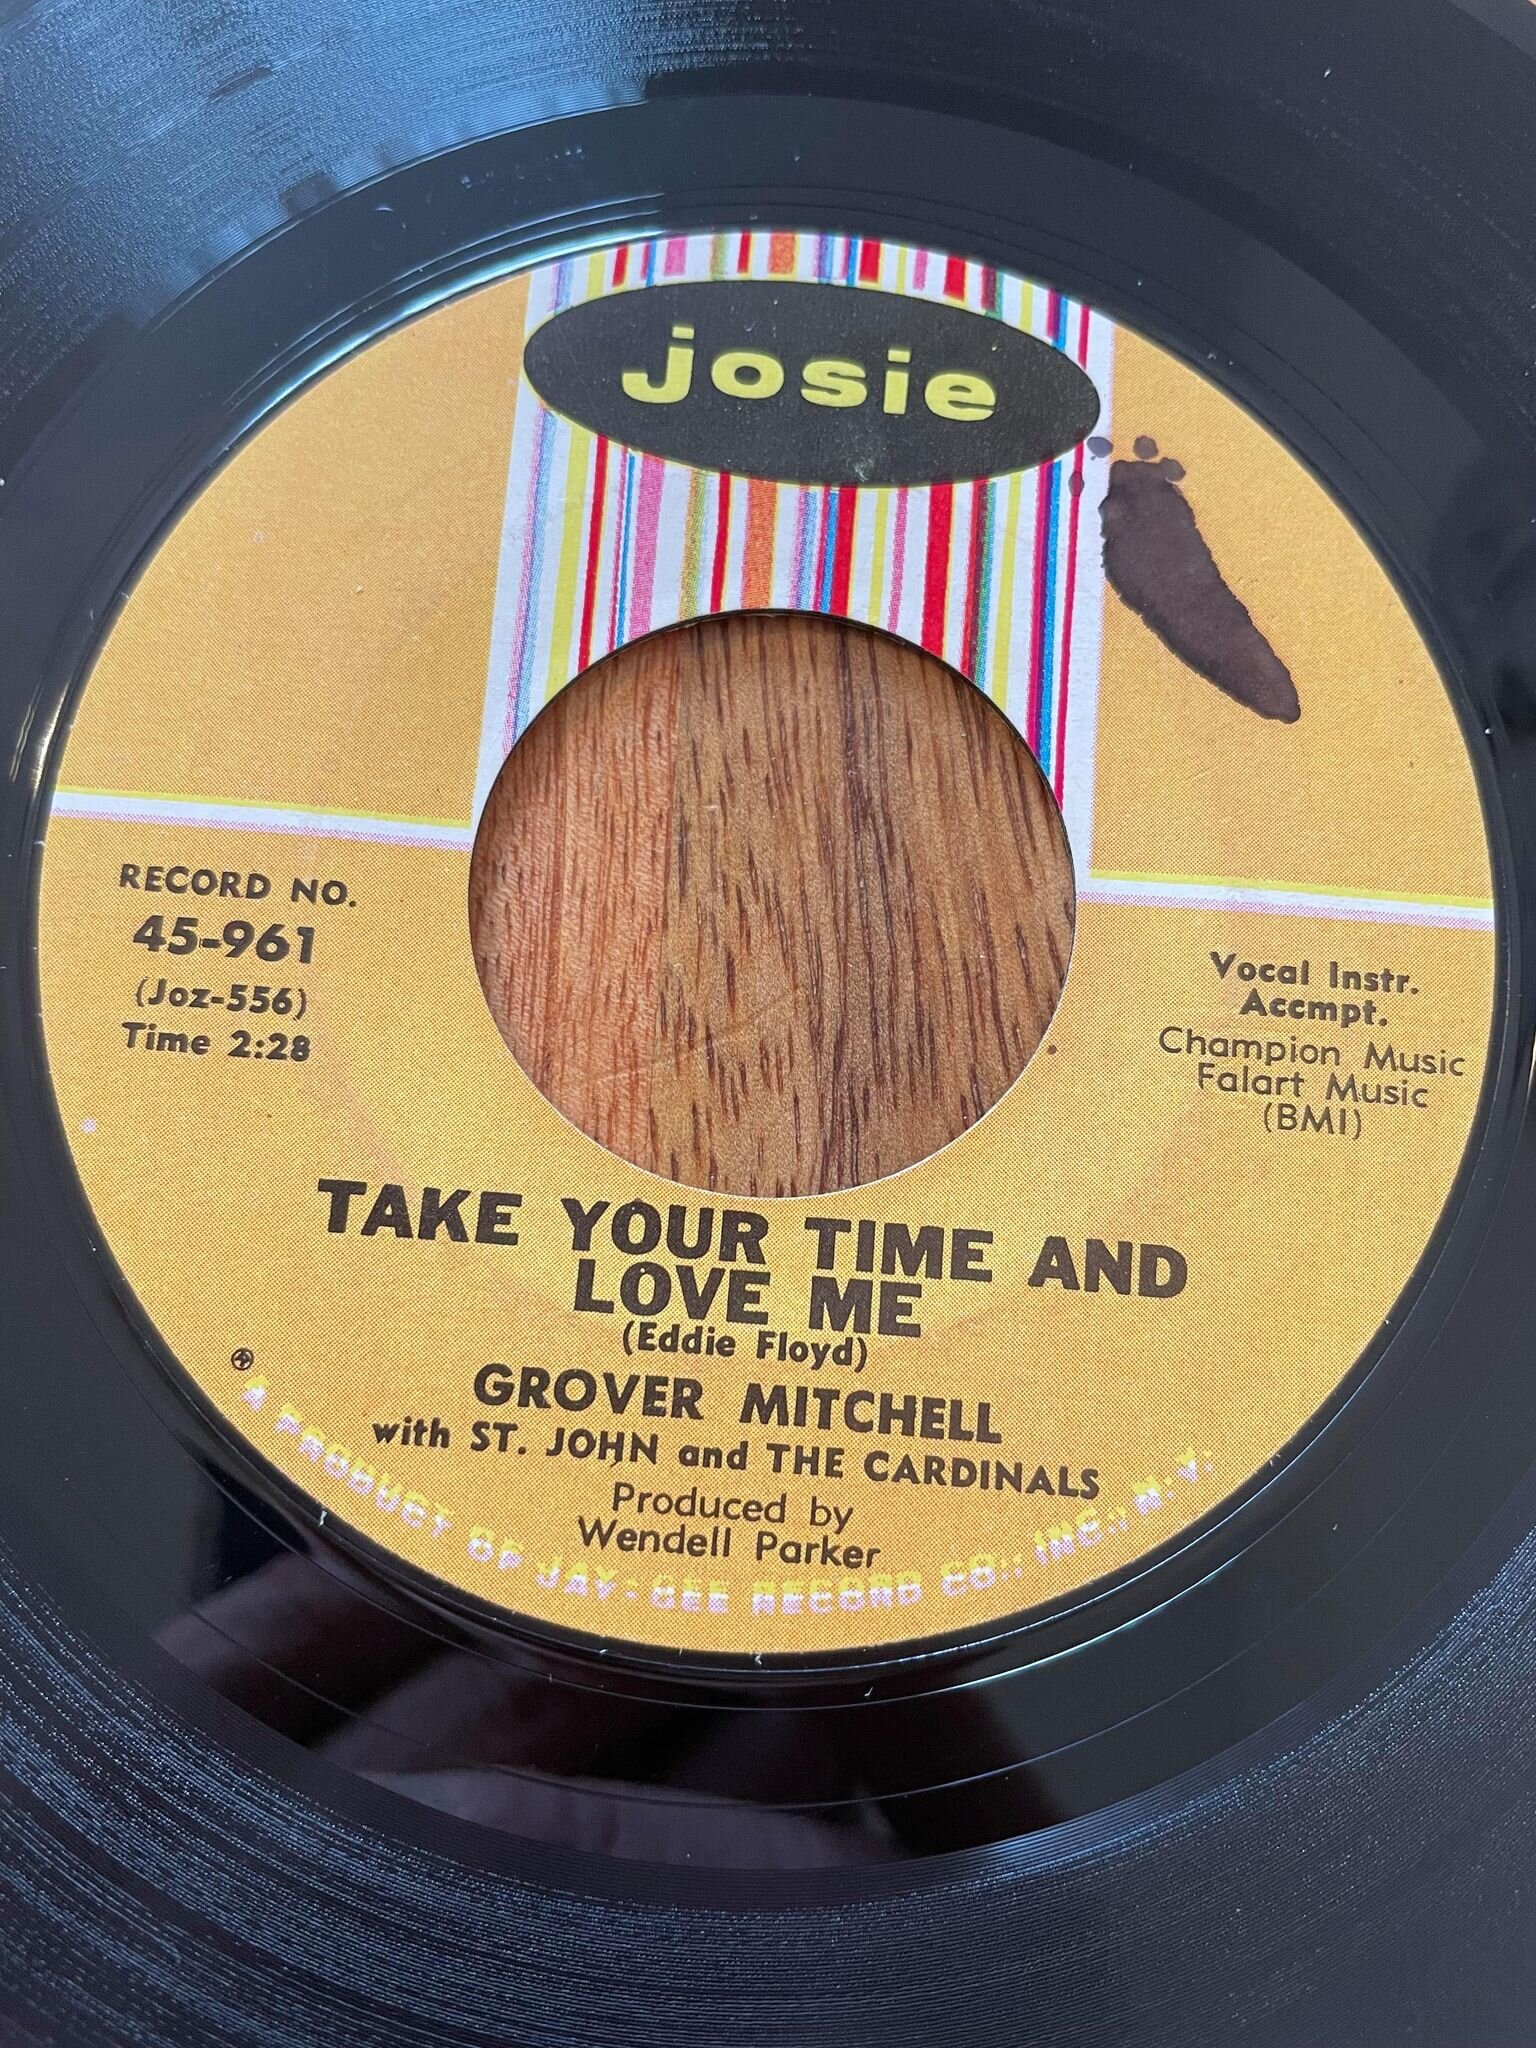 josie
RECORD NO.
45-961
(Joz-556)
Time 2:28
Vocal Instr.
Accmpt.
Champion Music
Falart Music
(BMI)
TAKE YOUR TIME AND
LOVE ME
(Eddie Floyd)
GROVER MITCHELL
with ST. JOHN and THE CARDINALS
Produced by
Wendell Parker
® A PRODUCT OF JAY-GEE RECORD CO., INC., N.Y.